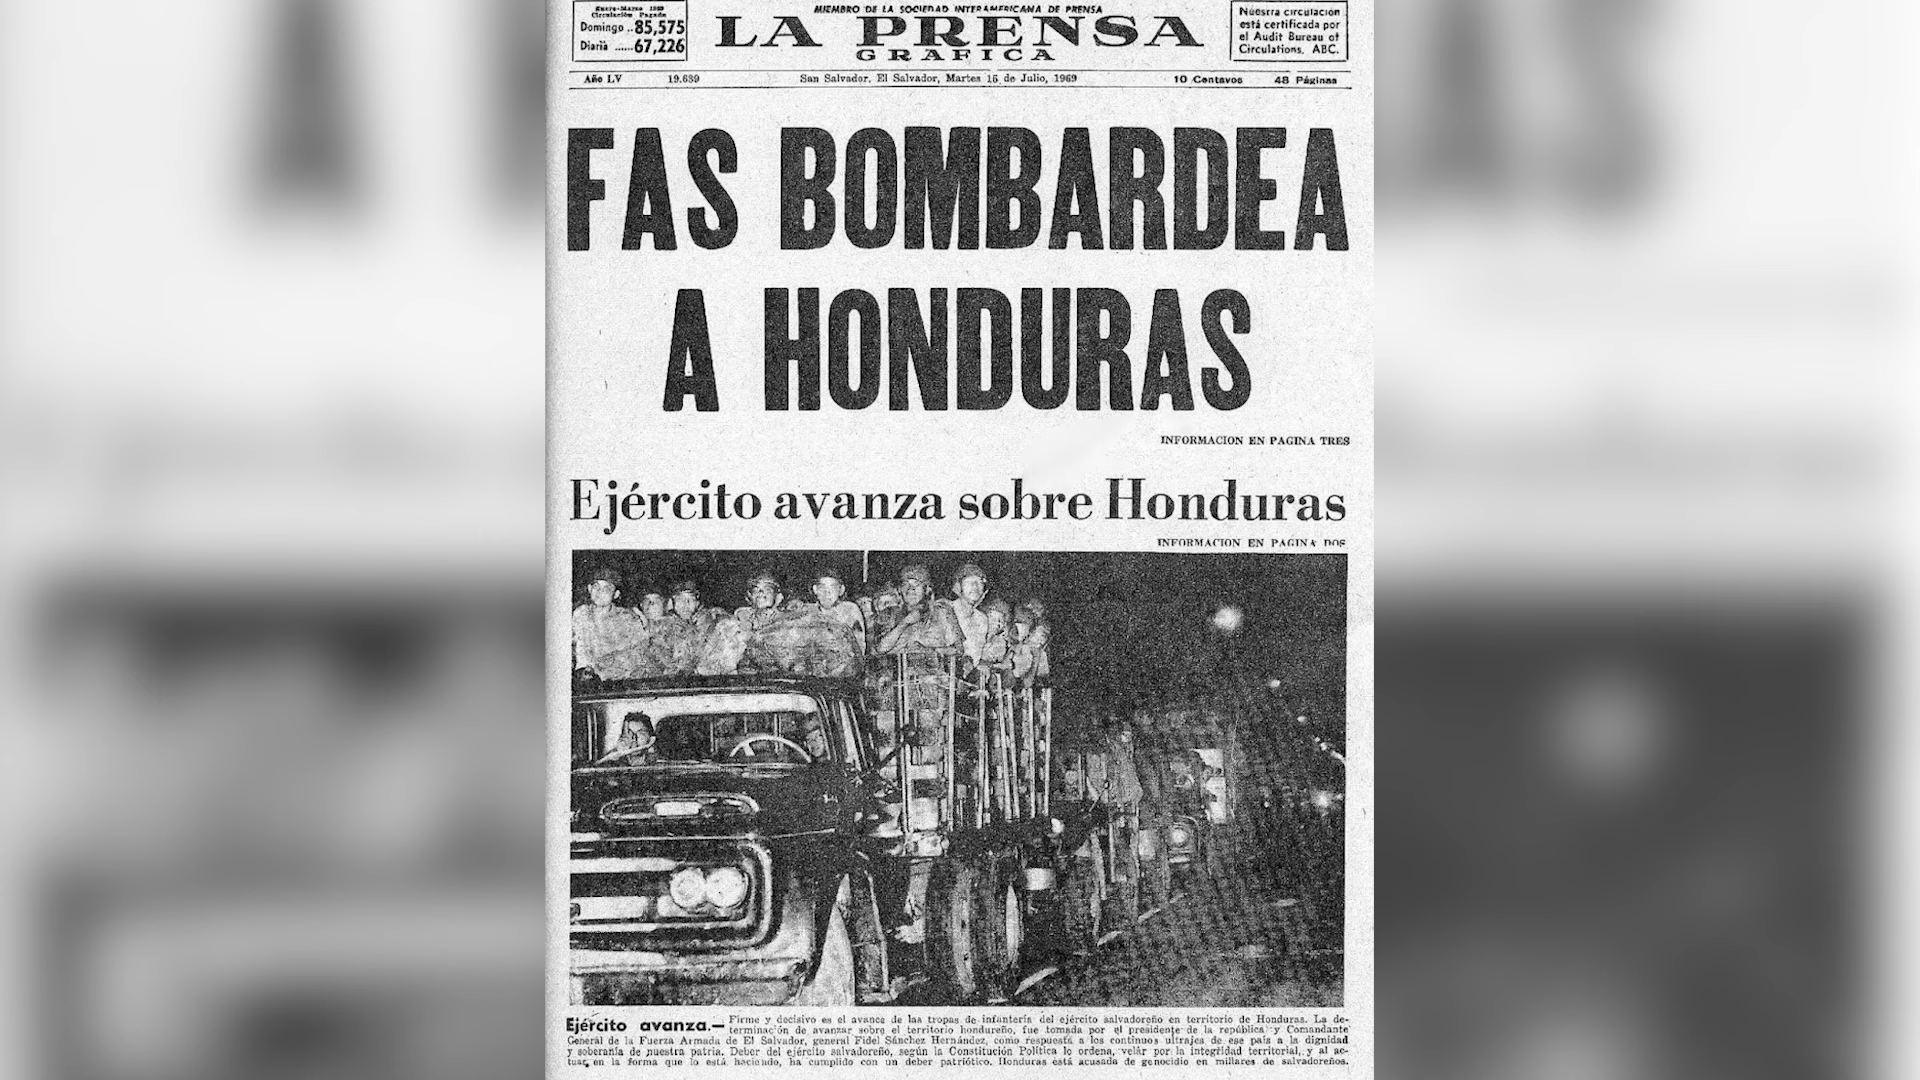 Enero-Marzo 1969
Circulación Pagada
Domingo ..85,575
Diaria ......67,226
MIEMBRO DE LA SOCIEDAD INTERAMERICANA DE PRENSA
LA PRENSA
GRAFICA
Nuestra circulación
está certificada por
el Audit Bureau of
Circulations, ABC.
Año LV 19.639 San Salvador, El Salvador, Martes 15 de Julio, 1969 10 Centavos 48 Páginas
FAS BOMBARDEA
A HONDURAS
INFORMACION EN PAGINA TRES
Ejército avanza sobre Honduras
INFORMACION EN PAGINA DOS
Ejército avanza.— Firme y decisivo es el avance de las tropas de infantería del ejército salvadoreño en territorio de Honduras. La de-
terminación de avanzar sobre el territorio hondureño, fue tomada por el presidente de la república y Comandante
General de la Fuerza Armada de El Salvador, general Fidel Sánchez Hernández, como respuesta a los continuos ultrajes de ese país a la dignidad
y soberanía de nuestra patria. Deber del ejército salvadoreño, según la Constitución Política lo ordena, velar por la integridad territorial, y al ac-
tuar, en la forma que lo está haciendo, ha cumplido con un deber patriótico. Honduras está acusada de genocidio en millares de salvadoreños.